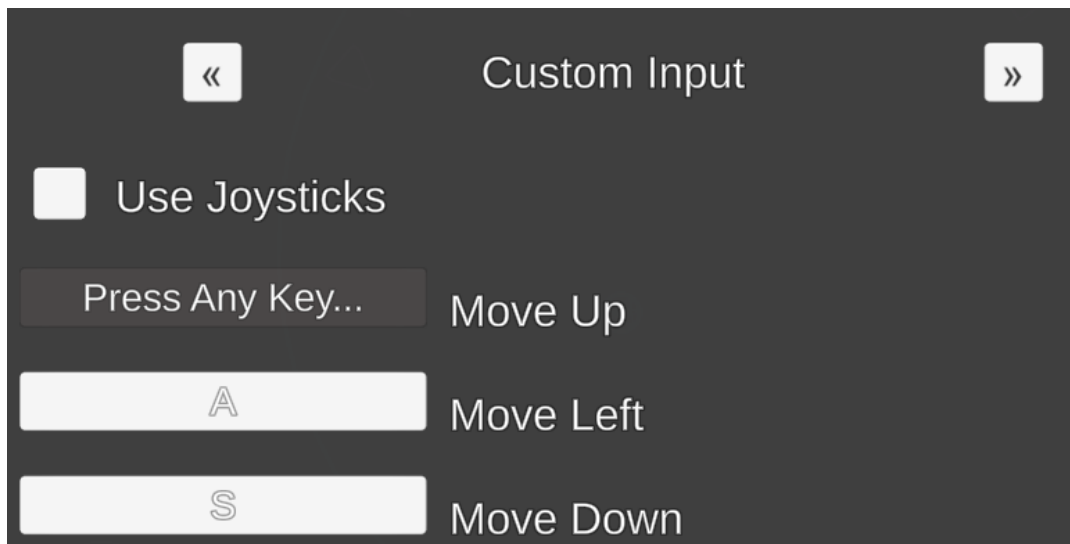 « Custom Input »
Use Joysticks
Press Any Key... Move Up
A Move Left
S Move Down